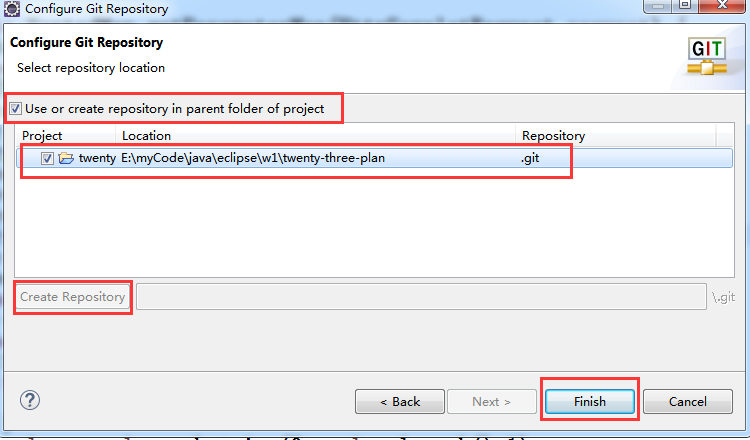 Configure Git Repository
Configure Git Repository
Select repository location
GIT
Use or create repository in parent folder of project
Project Location Repository
twenty E:\myCode\java\eclipse\w1\twenty-three-plan .git
Create Repository \.git
? < Back Next > Finish Cancel